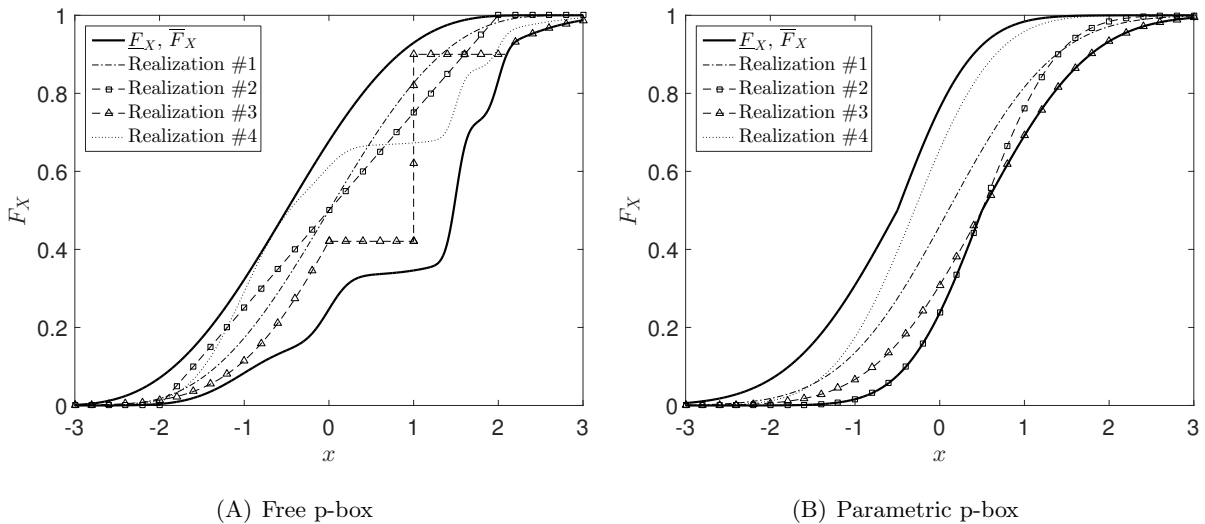 F̲_X, F̅_X
Realization #1
Realization #2
Realization #3
Realization #4
1
0.8
0.6
0.4
0.2
0
F_X
-3 -2 -1 0 1 2 3
x
(A) Free p-box
F̲_X, F̅_X
Realization #1
Realization #2
Realization #3
Realization #4
1
0.8
0.6
0.4
0.2
0
F_X
-3 -2 -1 0 1 2 3
x
(B) Parametric p-box